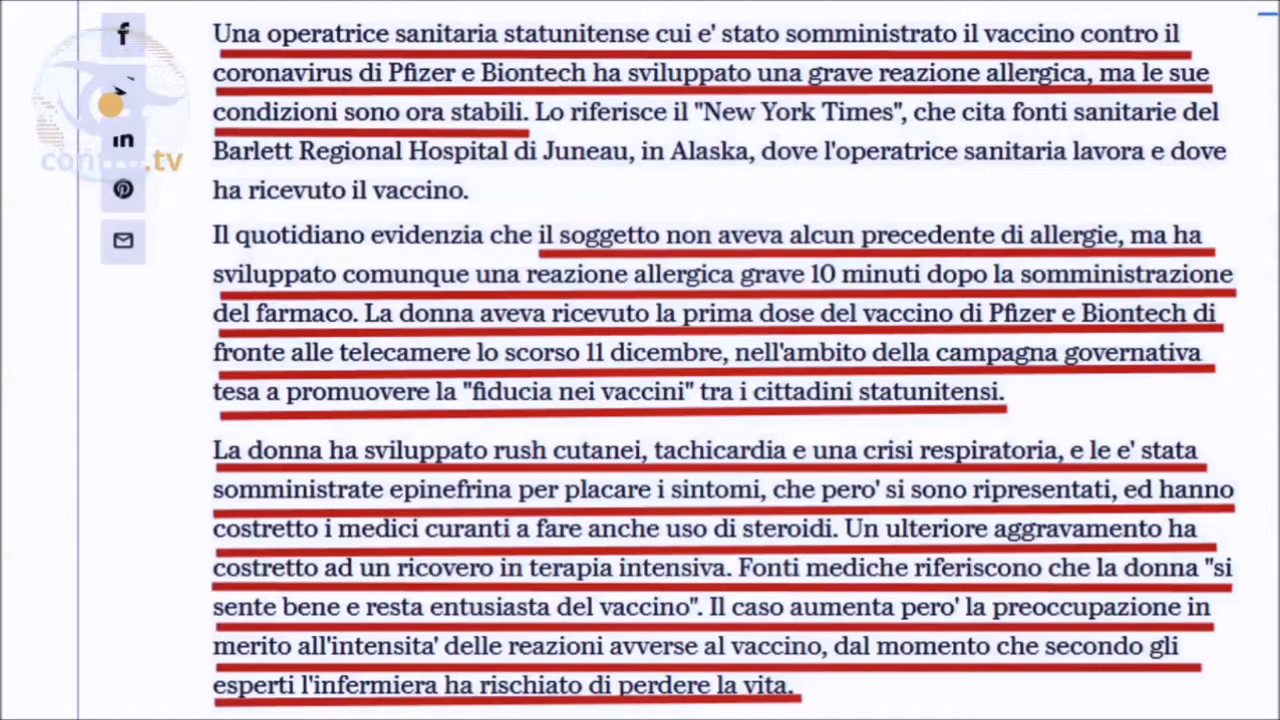 Una operatrice sanitaria statunitense cui e' stato somministrato il vaccino contro il
coronavirus di Pfizer e Biontech ha sviluppato una grave reazione allergica, ma le sue
condizioni sono ora stabili. Lo riferisce il "New York Times", che cita fonti sanitarie del
Barlett Regional Hospital di Juneau, in Alaska, dove l'operatrice sanitaria lavora e dove
ha ricevuto il vaccino.
Il quotidiano evidenzia che il soggetto non aveva alcun precedente di allergie, ma ha
sviluppato comunque una reazione allergica grave 10 minuti dopo la somministrazione
del farmaco. La donna aveva ricevuto la prima dose del vaccino di Pfizer e Biontech di
fronte alle telecamere lo scorso 11 dicembre, nell'ambito della campagna governativa
tesa a promuovere la "fiducia nei vaccini" tra i cittadini statunitensi.
La donna ha sviluppato rush cutanei, tachicardia e una crisi respiratoria, e le e' stata
somministrate epinefrina per placare i sintomi, che pero' si sono ripresentati, ed hanno
costretto i medici curanti a fare anche uso di steroidi. Un ulteriore aggravamento ha
costretto ad un ricovero in terapia intensiva. Fonti mediche riferiscono che la donna "si
sente bene e resta entusiasta del vaccino". Il caso aumenta pero' la preoccupazione in
merito all'intensita' delle reazioni avverse al vaccino, dal momento che secondo gli
esperti l'infermiera ha rischiato di perdere la vita.
f
in
.tv